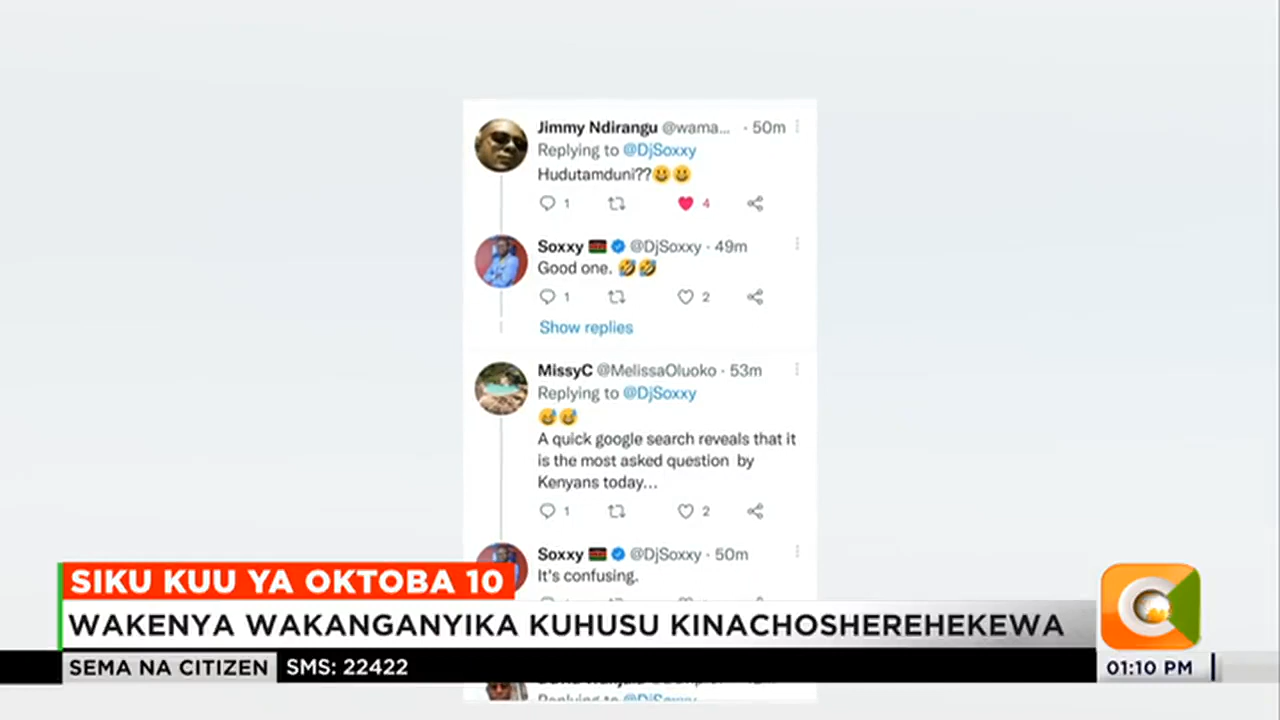 Jimmy Ndirangu @wama... · 50m
Replying to @DjSoxxy
Hudutamduni??
1 4
Soxxy @DjSoxxy · 49m
Good one.
1 2
Show replies
MissyC @MelissaOluoko · 53m
Replying to @DjSoxxy
A quick google search reveals that it
is the most asked question by
Kenyans today...
1 2
Soxxy @DjSoxxy · 50m
It's confusing.
SIKU KUU YA OKTOBA 10
WAKENYA WAKANGANYIKA KUHUSU KINACHOSHEREHEKEWA
SEMA NA CITIZEN SMS: 22422
01:10 PM
Replying to @DjSoxxy